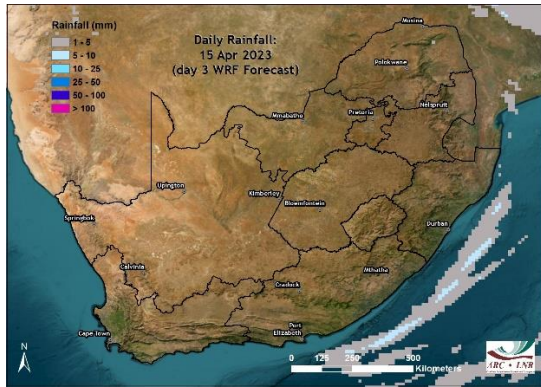 Rainfall (mm)
1 - 5
5 - 10
10 - 25
25 - 50
50 - 100
> 100
Daily Rainfall:
15 Apr 2023
(day 3 WRF Forecast)
Musina
Polokwane
Nelspruit
Pretoria
Mmabatho
Upington
Kimberley
Bloemfontein
Springbok
Durban
Calvinia
Mthatha
Cradock
Cape Town
Port
Elizabeth
N
0 125 250 500
Kilometers
ARC • LNR